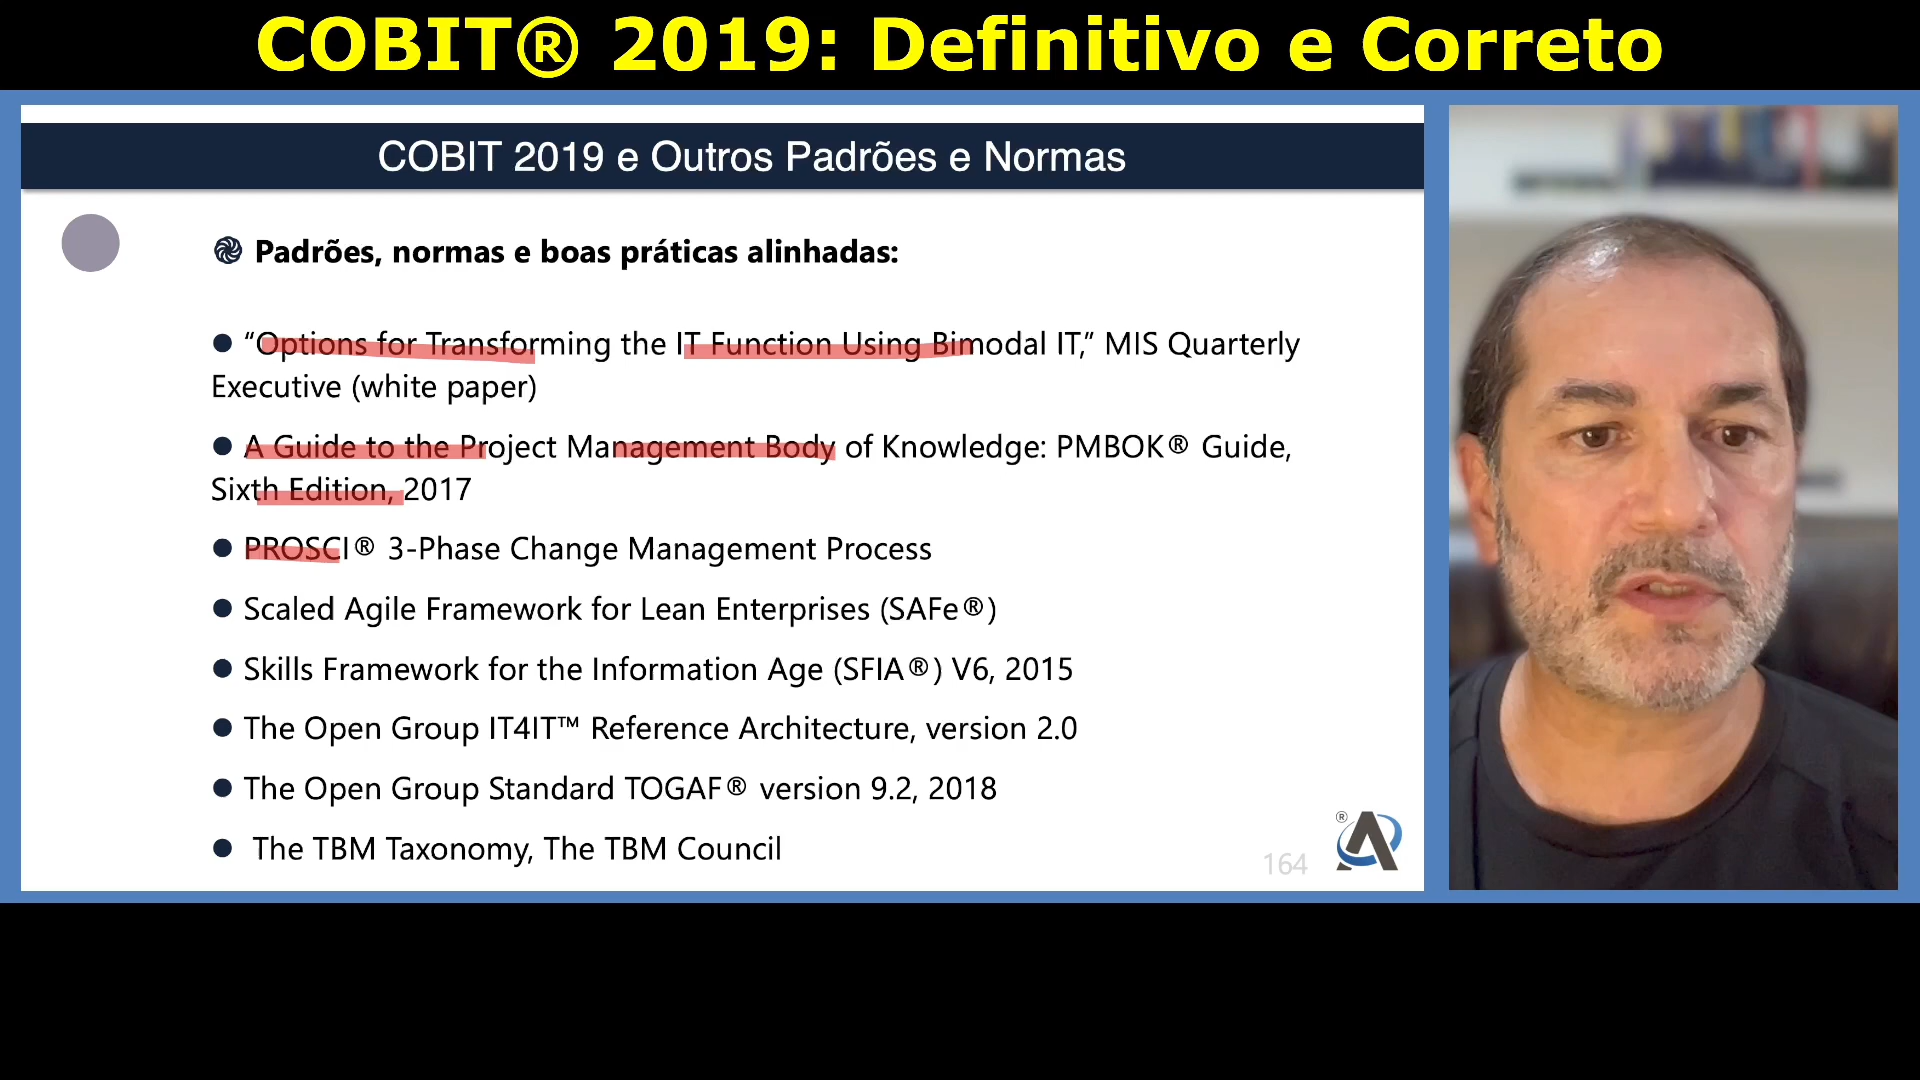 COBIT® 2019: Definitivo e Correto
COBIT 2019 e Outros Padrões e Normas
Padrões, normas e boas práticas alinhadas:
● “Options for Transforming the IT Function Using Bimodal IT,” MIS Quarterly
Executive (white paper)
● A Guide to the Project Management Body of Knowledge: PMBOK® Guide,
Sixth Edition, 2017
● PROSCI® 3-Phase Change Management Process
● Scaled Agile Framework for Lean Enterprises (SAFe®)
● Skills Framework for the Information Age (SFIA®) V6, 2015
● The Open Group IT4IT™ Reference Architecture, version 2.0
● The Open Group Standard TOGAF® version 9.2, 2018
● The TBM Taxonomy, The TBM Council
164
®
A